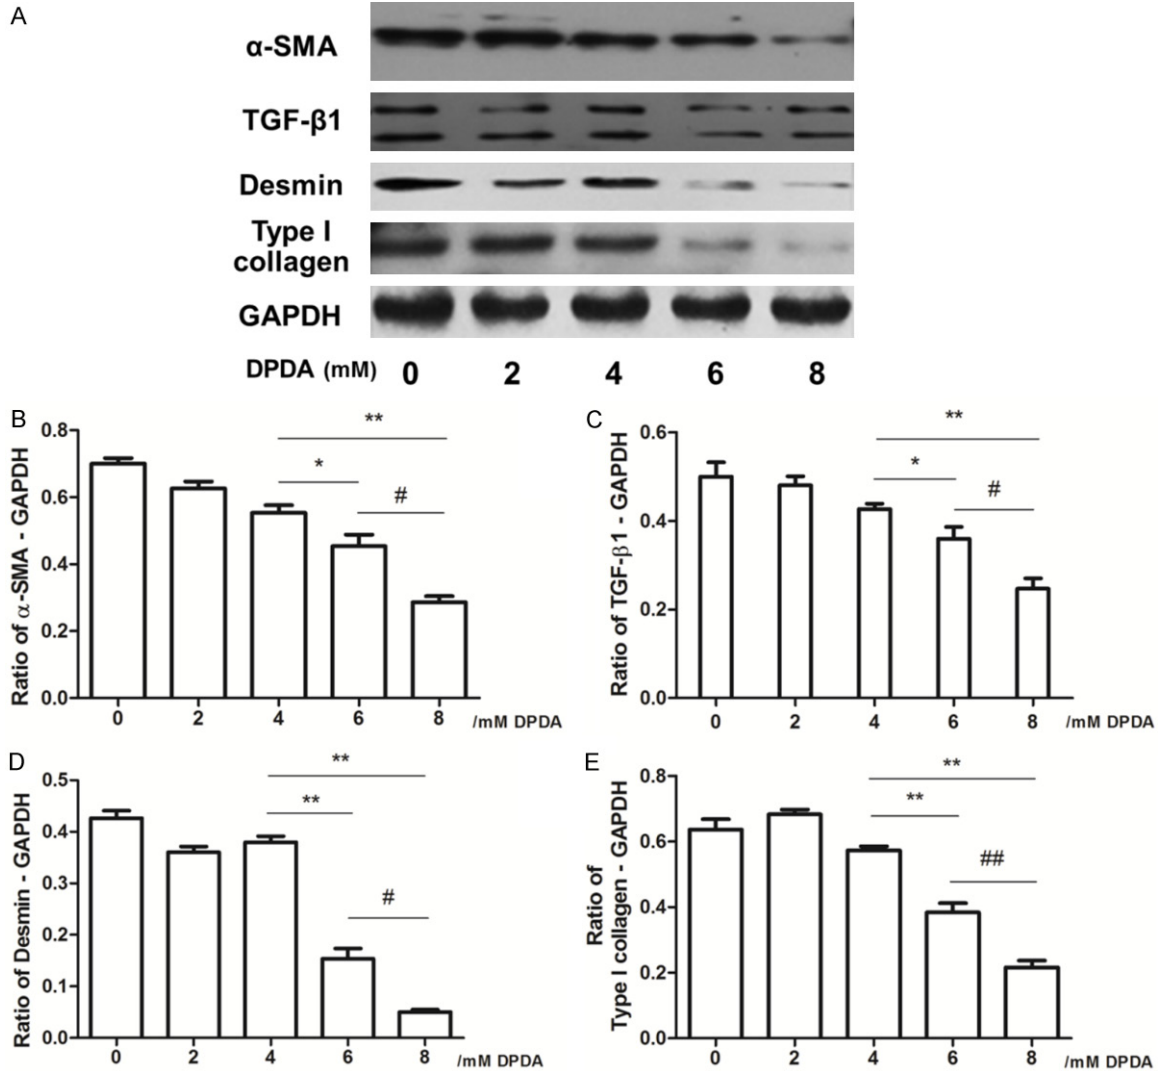 A
α-SMA
TGF-β1
Desmin
Type I
collagen
GAPDH
DPDA (mM) 0 2 4 6 8
B
Ratio of α-SMA - GAPDH
0.8
0.6
0.4
0.2
0.0
**
*
#
0 2 4 6 8 /mM DPDA
C
Ratio of TGF-β1 - GAPDH
0.6
0.4
0.2
0.0
**
*
#
0 2 4 6 8 /mM DPDA
D
Ratio of Desmin - GAPDH
0.5
0.4
0.3
0.2
0.1
0.0
**
**
#
0 2 4 6 8 /mM DPDA
E
Ratio of
Type I collagen - GAPDH
0.8
0.6
0.4
0.2
0.0
**
**
##
0 2 4 6 8 /mM DPDA